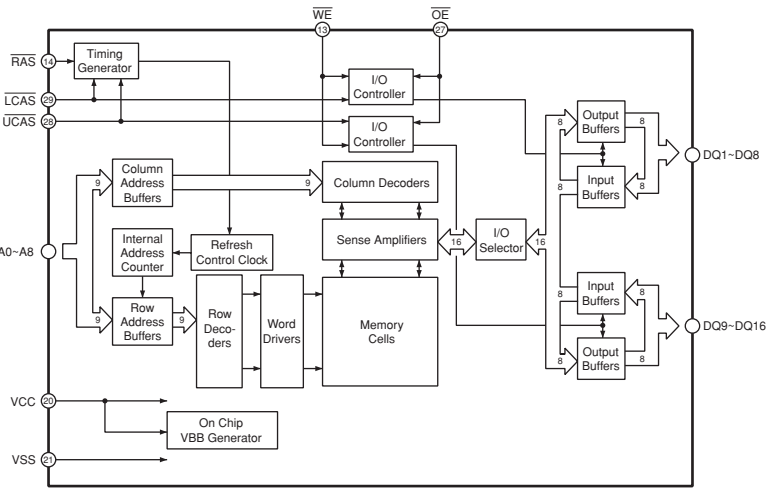 WE
13
OE
27
RAS
14
Timing
Generator
LCAS
29
UCAS
28
I/O
Controller
I/O
Controller
Output
Buffers
8
8
DQ1~DQ8
Input
Buffers
8
8
Column
Address
Buffers
9
9
Column Decoders
Sense Amplifiers
16
I/O
Selector
16
A0~A8
Internal
Address
Counter
Refresh
Control Clock
Row
Address
Buffers
9
9
Row
Deco-
ders
Word
Drivers
Memory
Cells
Input
Buffers
8
8
DQ9~DQ16
Output
Buffers
8
8
VCC
20
On Chip
VBB Generator
VSS
21